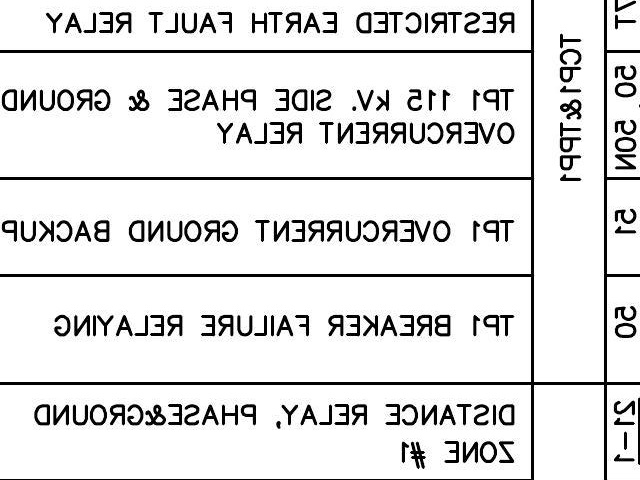 RESTRICTED EARTH FAULT RELAY
TCP1&TPP1
50, 50N
TP1 115 kV. SIDE PHASE & GROUND
OVERCURRENT RELAY
51
TP1 OVERCURRENT GROUND BACKUP
50
TP1 BREAKER FAILURE RELAYING
21-1
DISTANCE RELAY, PHASE&GROUND
ZONE #1